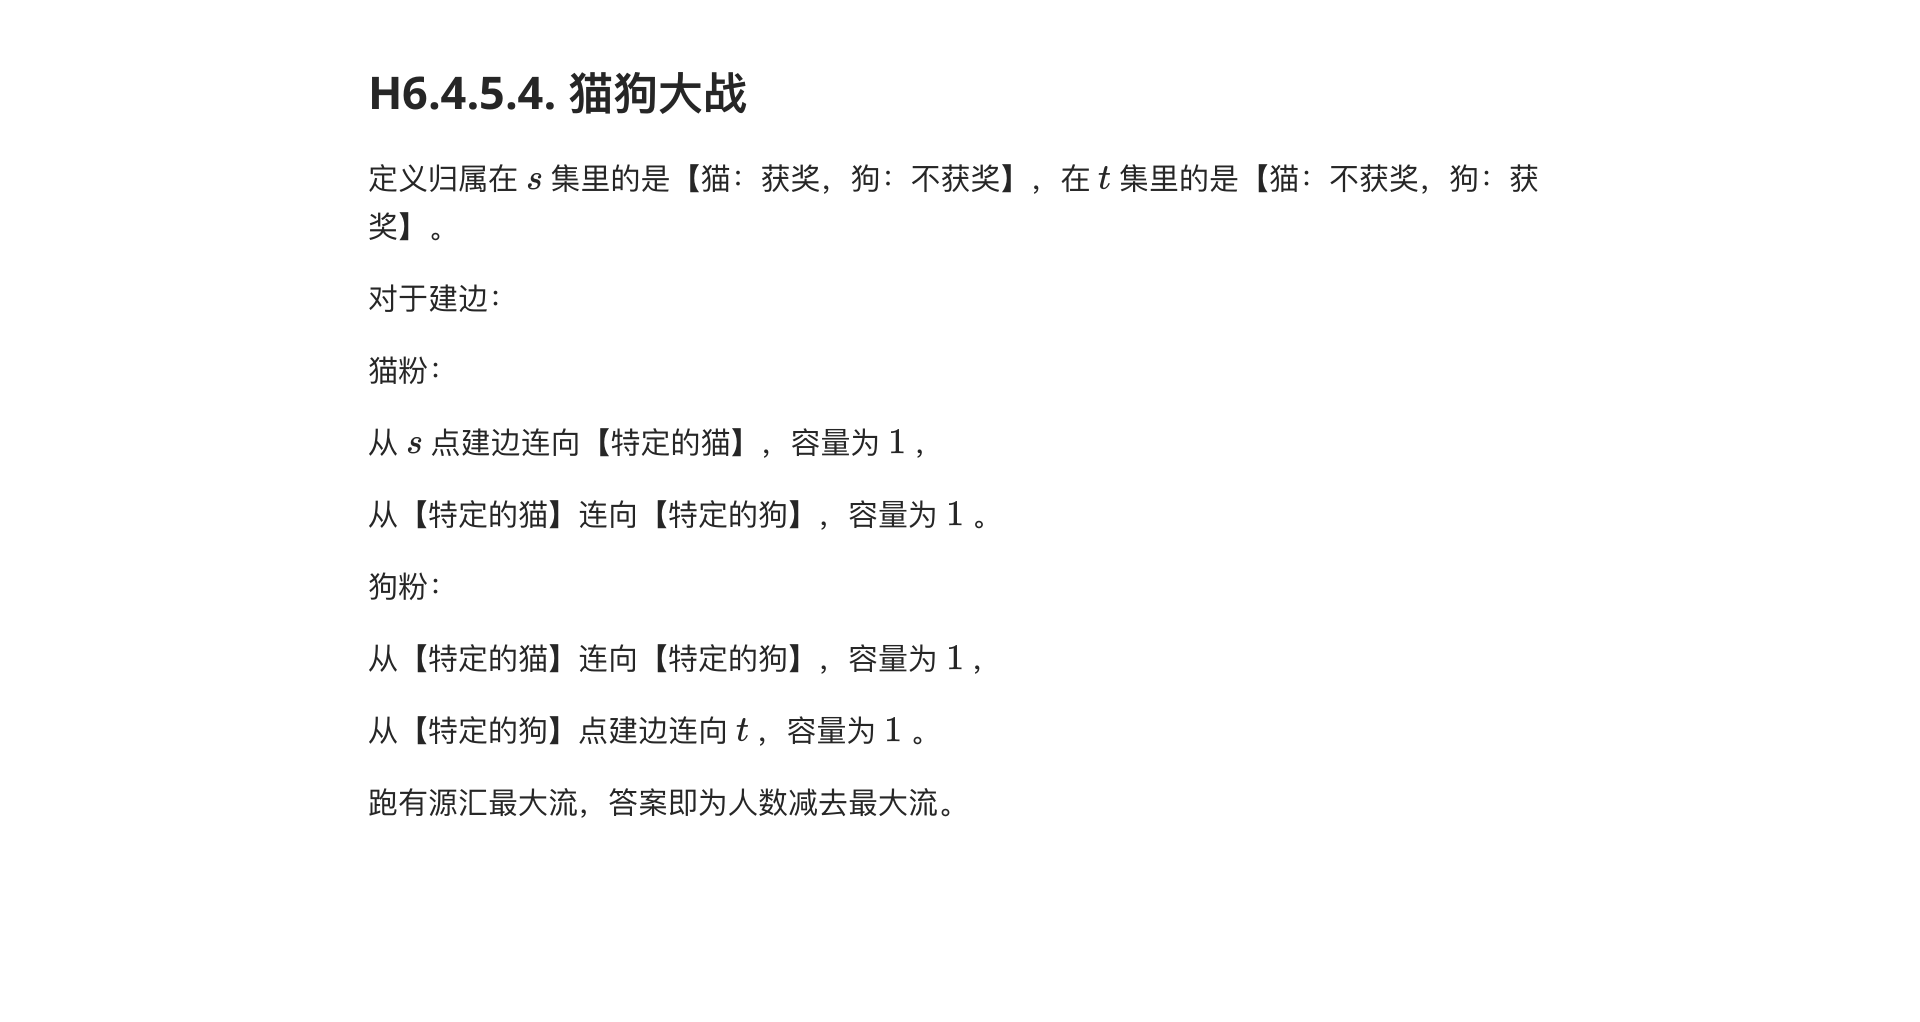 H6.4.5.4. 猫狗大战
定义归属在 s 集里的是【猫：获奖，狗：不获奖】，在 t 集里的是【猫：不获奖，狗：获
奖】。
对于建边：
猫粉：
从 s 点建边连向【特定的猫】，容量为 1，
从【特定的猫】连向【特定的狗】，容量为 1。
狗粉：
从【特定的猫】连向【特定的狗】，容量为 1，
从【特定的狗】点建边连向 t，容量为 1。
跑有源汇最大流，答案即为人数减去最大流。